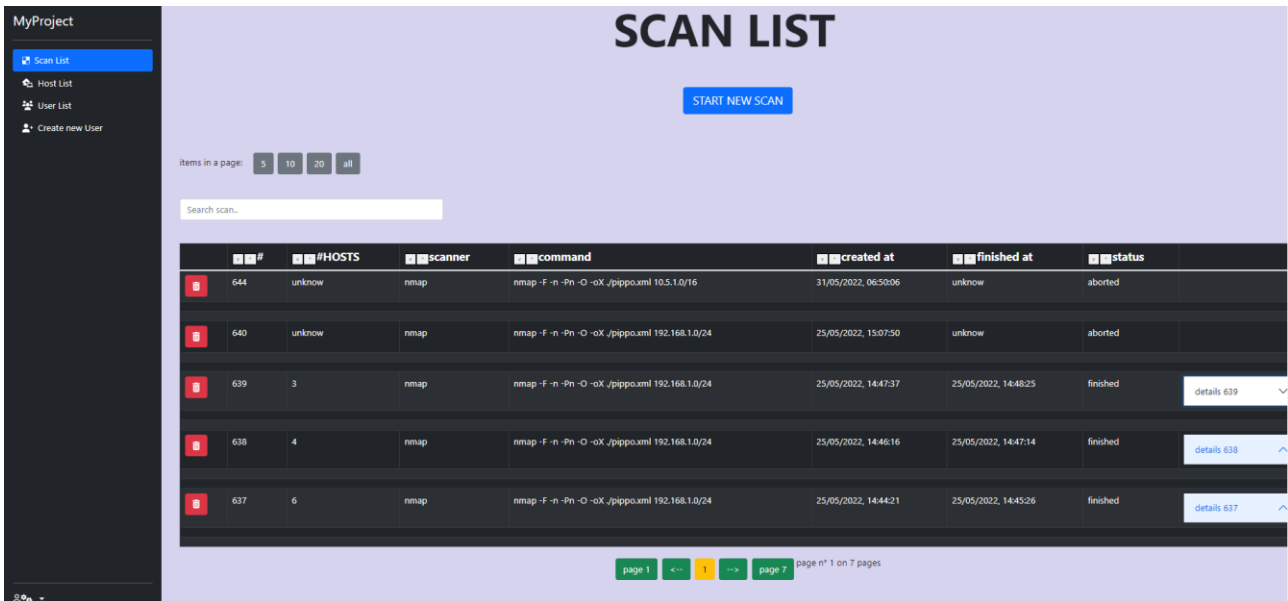 MyProject
Scan List
Host List
User List
Create new User
SCAN LIST
START NEW SCAN
items in a page: 5 10 20 all
Search scan..
# #HOSTS scanner command created at finished at status
644 unknow nmap nmap -F -n -Pn -O -oX ./pippo.xml 10.5.1.0/16 31/05/2022, 06:50:06 unknow aborted
640 unknow nmap nmap -F -n -Pn -O -oX ./pippo.xml 192.168.1.0/24 25/05/2022, 15:07:50 unknow aborted
639 3 nmap nmap -F -n -Pn -O -oX ./pippo.xml 192.168.1.0/24 25/05/2022, 14:47:37 25/05/2022, 14:48:25 finished details 639
638 4 nmap nmap -F -n -Pn -O -oX ./pippo.xml 192.168.1.0/24 25/05/2022, 14:46:16 25/05/2022, 14:47:14 finished details 638
637 6 nmap nmap -F -n -Pn -O -oX ./pippo.xml 192.168.1.0/24 25/05/2022, 14:44:21 25/05/2022, 14:45:26 finished details 637
page 1 <-- 1 --> page 7 page n° 1 on 7 pages